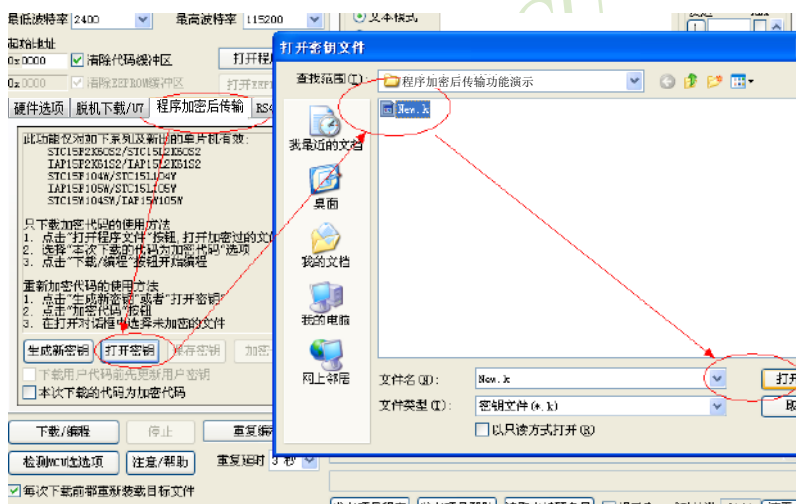 最低波特率 2400 最高波特率 115200 文本模式
起始地址
0x0000 清除代码缓冲区 打开程
0x0000 清除EEPROM缓冲区 打开EEP
硬件选项 脱机下载/U7 程序加密后传输 RS4
此功能仅对如下系列及新出的单片机有效:
STC15F2K60S2/STC15L2K60S2
IAP15F2K61S2/IAP15L2K61S2
STC15F104W/STC15L104W
IAP15F105W/STC15L105W
STC15W104SW/IAP15W105W
只下载加密代码的使用方法
1. 点击"打开程序文件"按钮,打开加密过的文
2. 选择"本次下载的代码为加密代码"选项
3. 点击"下载/编程"按钮开始编程
重新加密代码的使用方法
1. 点击"生成新密钥"或者"打开密钥"
2. 点击"加密代码"按钮
3. 在打开对话框中选择未加密的文件
生成新密钥 打开密钥 保存密钥 加密
下载用户代码前先更新用户密钥
本次下载的代码为加密代码
下载/编程 停止 重复编
检测MCU选项 注意/帮助 重复延时 3 秒
每次下载前都重新装载目标文件
打开密钥文件
查找范围(I): 程序加密后传输功能演示
New.k
我最近的文档
桌面
我的文档
我的电脑
网上邻居
文件名(N): New.k 打开
文件类型(T): 密钥文件(*.k) 取
以只读方式打开(R)